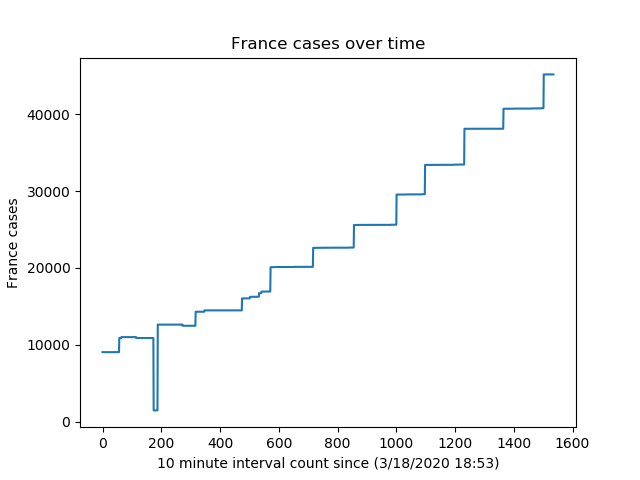 France cases over time
40000
30000
20000
10000
0
France cases
0 200 400 600 800 1000 1200 1400 1600
10 minute interval count since (3/18/2020 18:53)